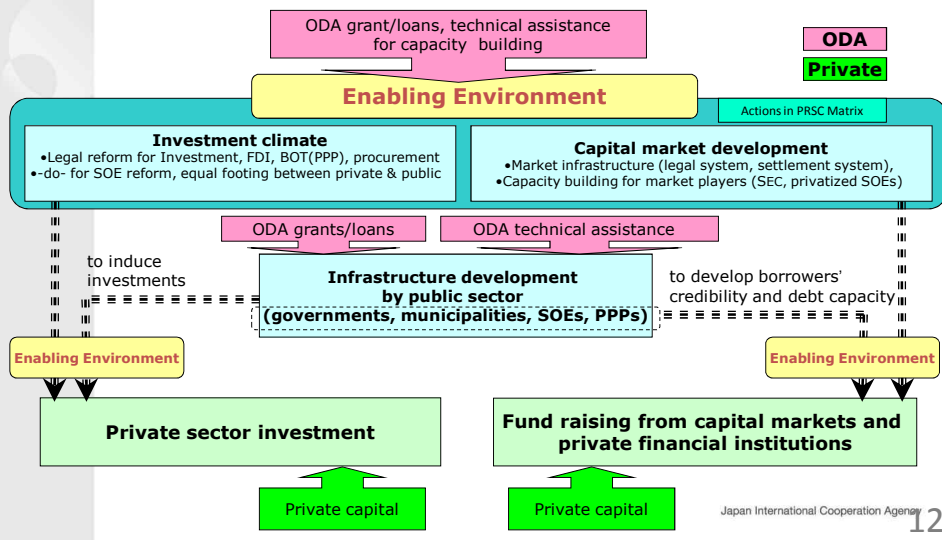 ODA grant/loans, technical assistance
for capacity building
ODA
Private
Enabling Environment
Actions in PRSC Matrix
Investment climate
•Legal reform for Investment, FDI, BOT(PPP), procurement
•-do- for SOE reform, equal footing between private & public
Capital market development
•Market infrastructure (legal system, settlement system),
•Capacity building for market players (SEC, privatized SOEs)
ODA grants/loans
ODA technical assistance
to induce
investments
Infrastructure development
by public sector
(governments, municipalities, SOEs, PPPs)
to develop borrowers'
credibility and debt capacity
Enabling Environment
Enabling Environment
Private sector investment
Fund raising from capital markets and
private financial institutions
Private capital
Private capital
Japan International Cooperation Agency
12